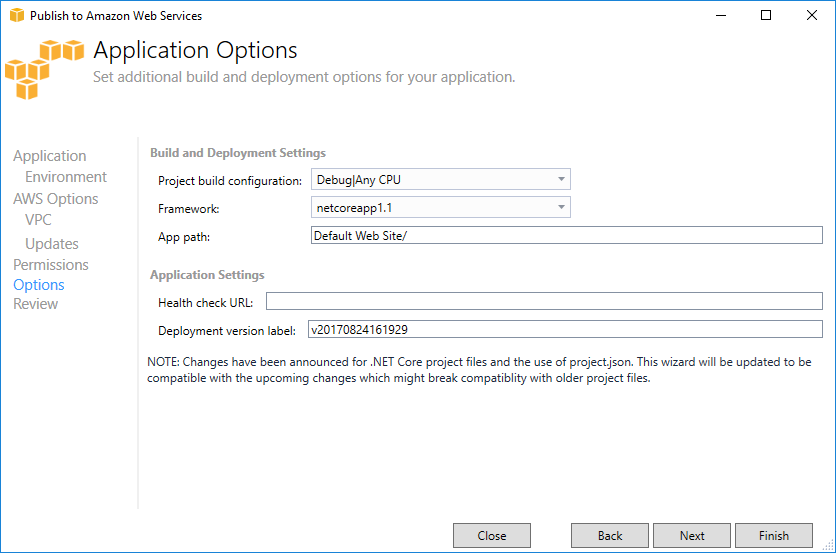 Publish to Amazon Web Services
Application Options
Set additional build and deployment options for your application.
Application
Environment
AWS Options
VPC
Updates
Permissions
Options
Review
Build and Deployment Settings
Project build configuration: Debug|Any CPU
Framework: netcoreapp1.1
App path: Default Web Site/
Application Settings
Health check URL:
Deployment version label: v20170824161929
NOTE: Changes have been announced for .NET Core project files and the use of project.json. This wizard will be updated to be
compatible with the upcoming changes which might break compatiblity with older project files.
Close Back Next Finish